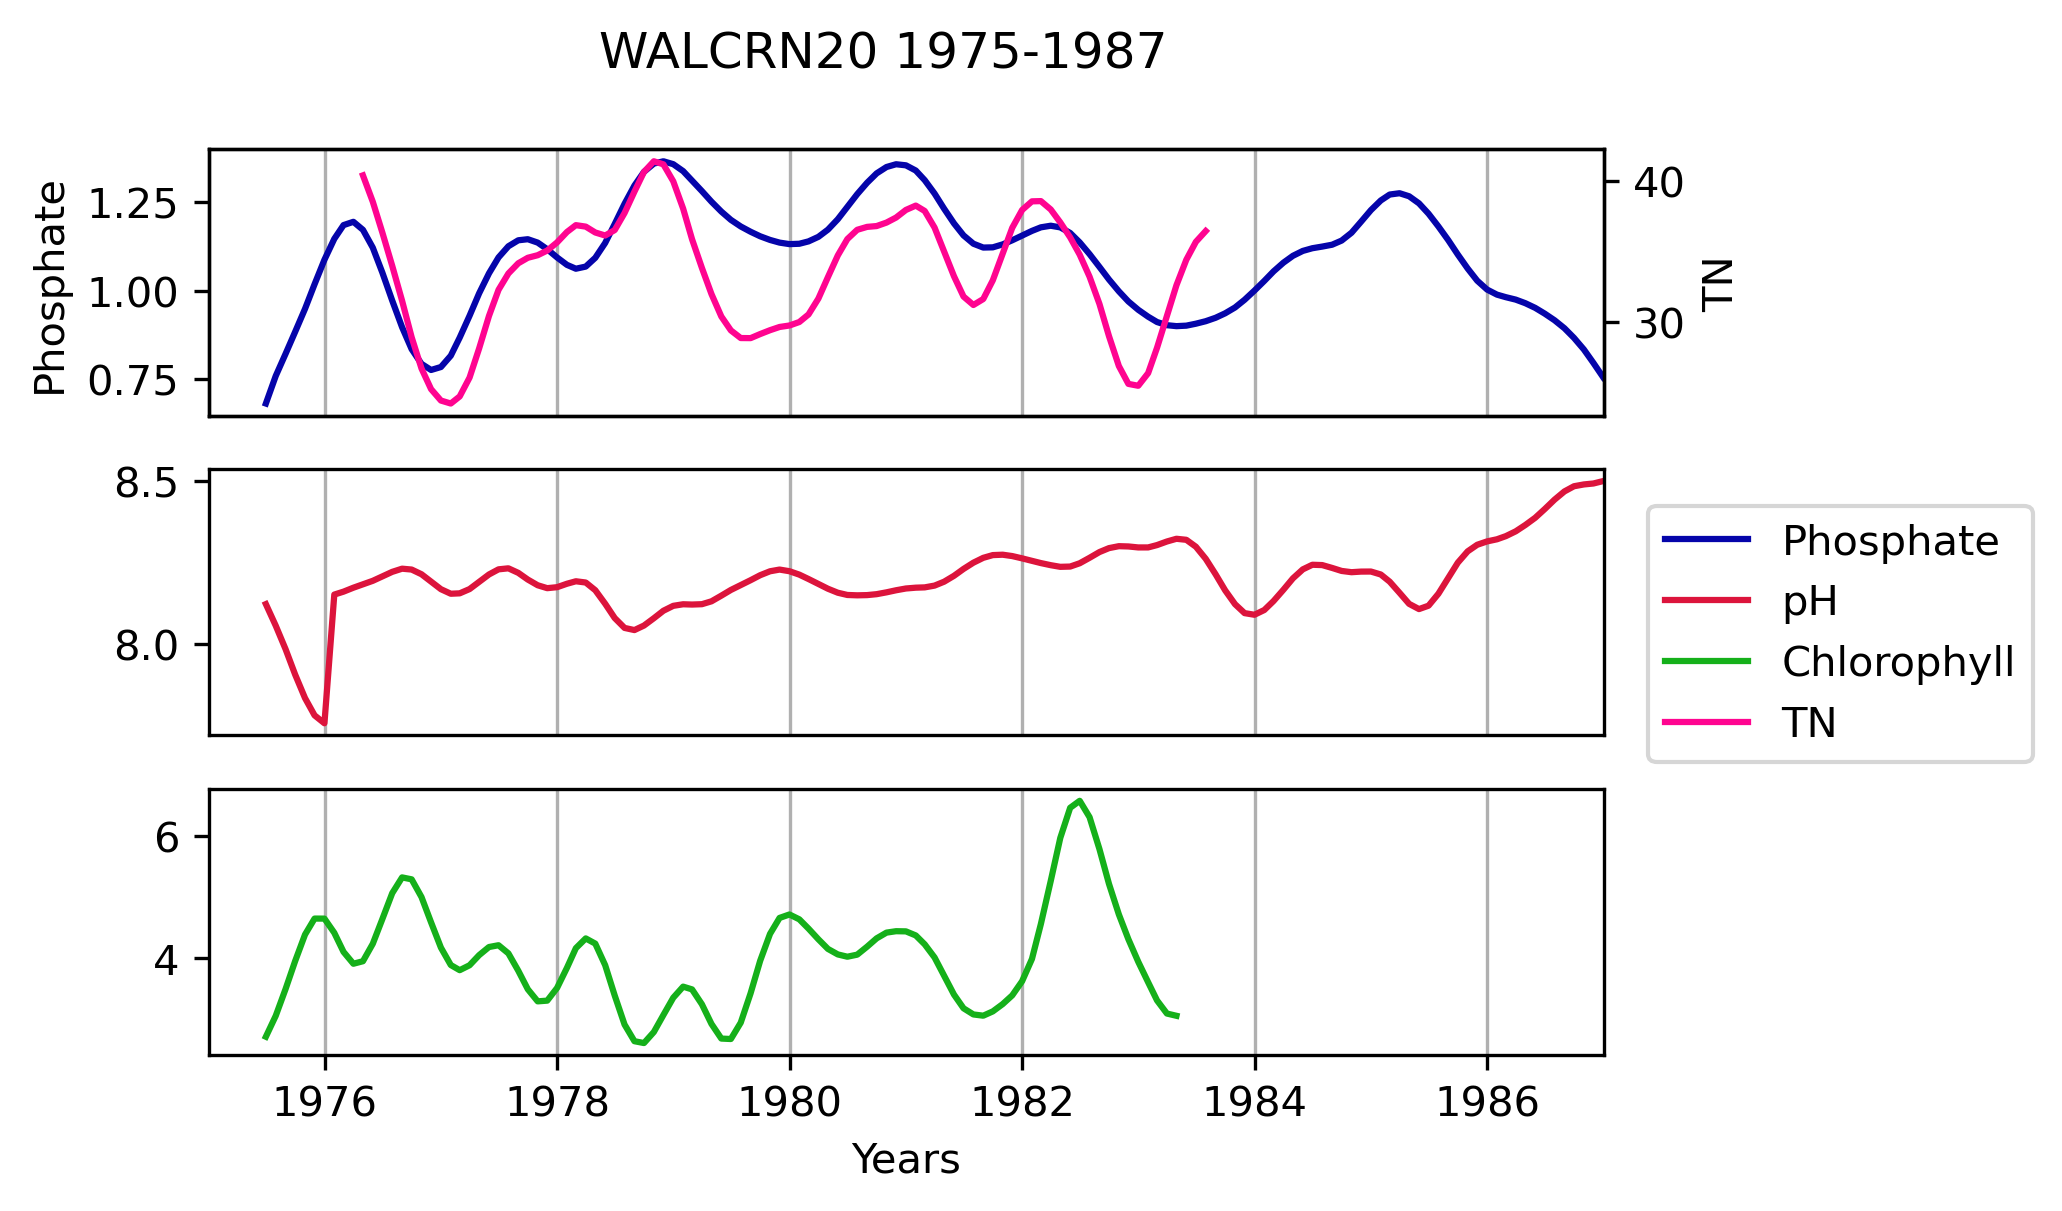 WALCRN20 1975-1987
Phosphate
1.25
1.00
0.75
40
30
TN
8.5
8.0
Phosphate
pH
Chlorophyll
TN
6
4
1976 1978 1980 1982 1984 1986
Years